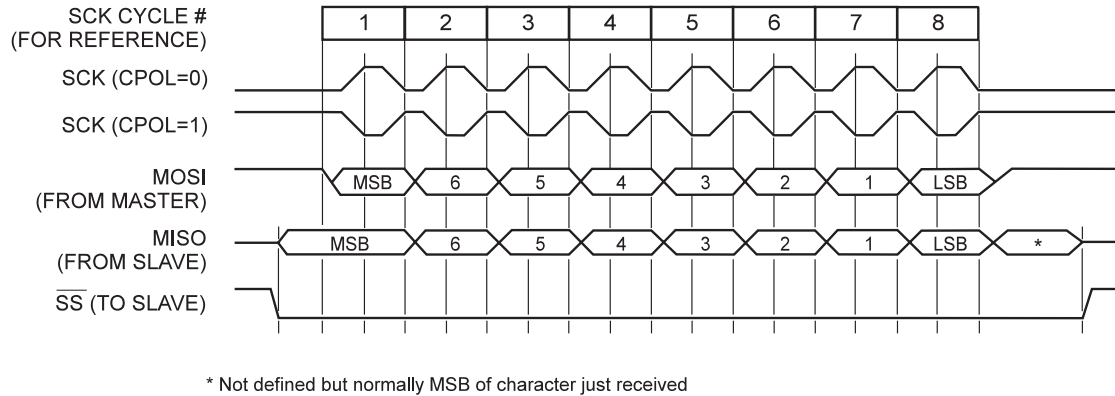 SCK CYCLE #
(FOR REFERENCE)
1 2 3 4 5 6 7 8
SCK (CPOL=0)
SCK (CPOL=1)
MOSI
(FROM MASTER)
MSB 6 5 4 3 2 1 LSB
MISO
(FROM SLAVE)
MSB 6 5 4 3 2 1 LSB *
SS (TO SLAVE)
* Not defined but normally MSB of character just received